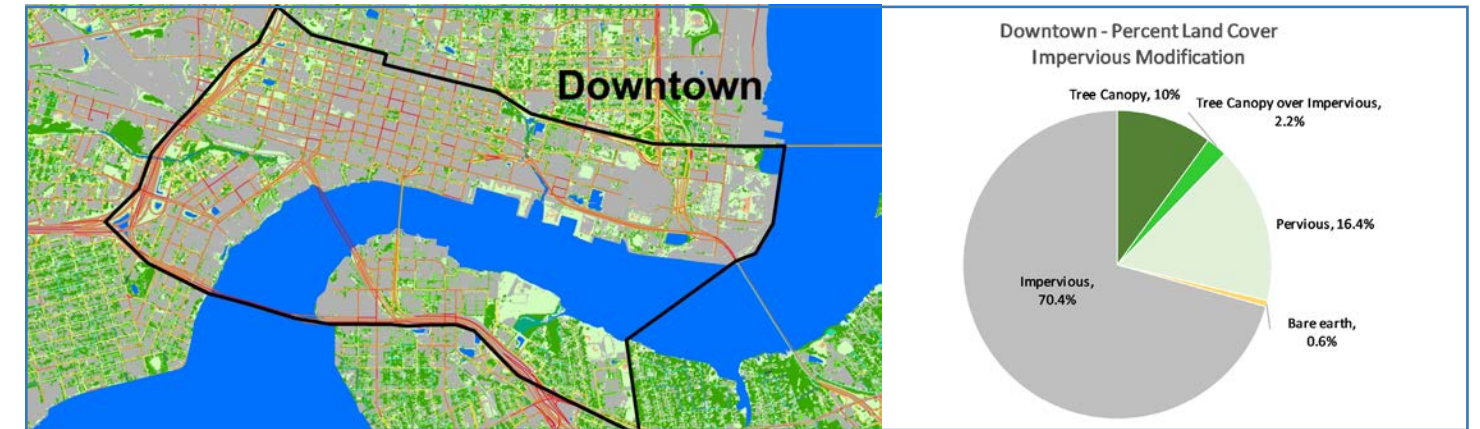 Downtown
Downtown - Percent Land Cover
Impervious Modification
Tree Canopy, 10%
Tree Canopy over Impervious,
2.2%
Pervious, 16.4%
Impervious,
70.4%
Bare earth,
0.6%